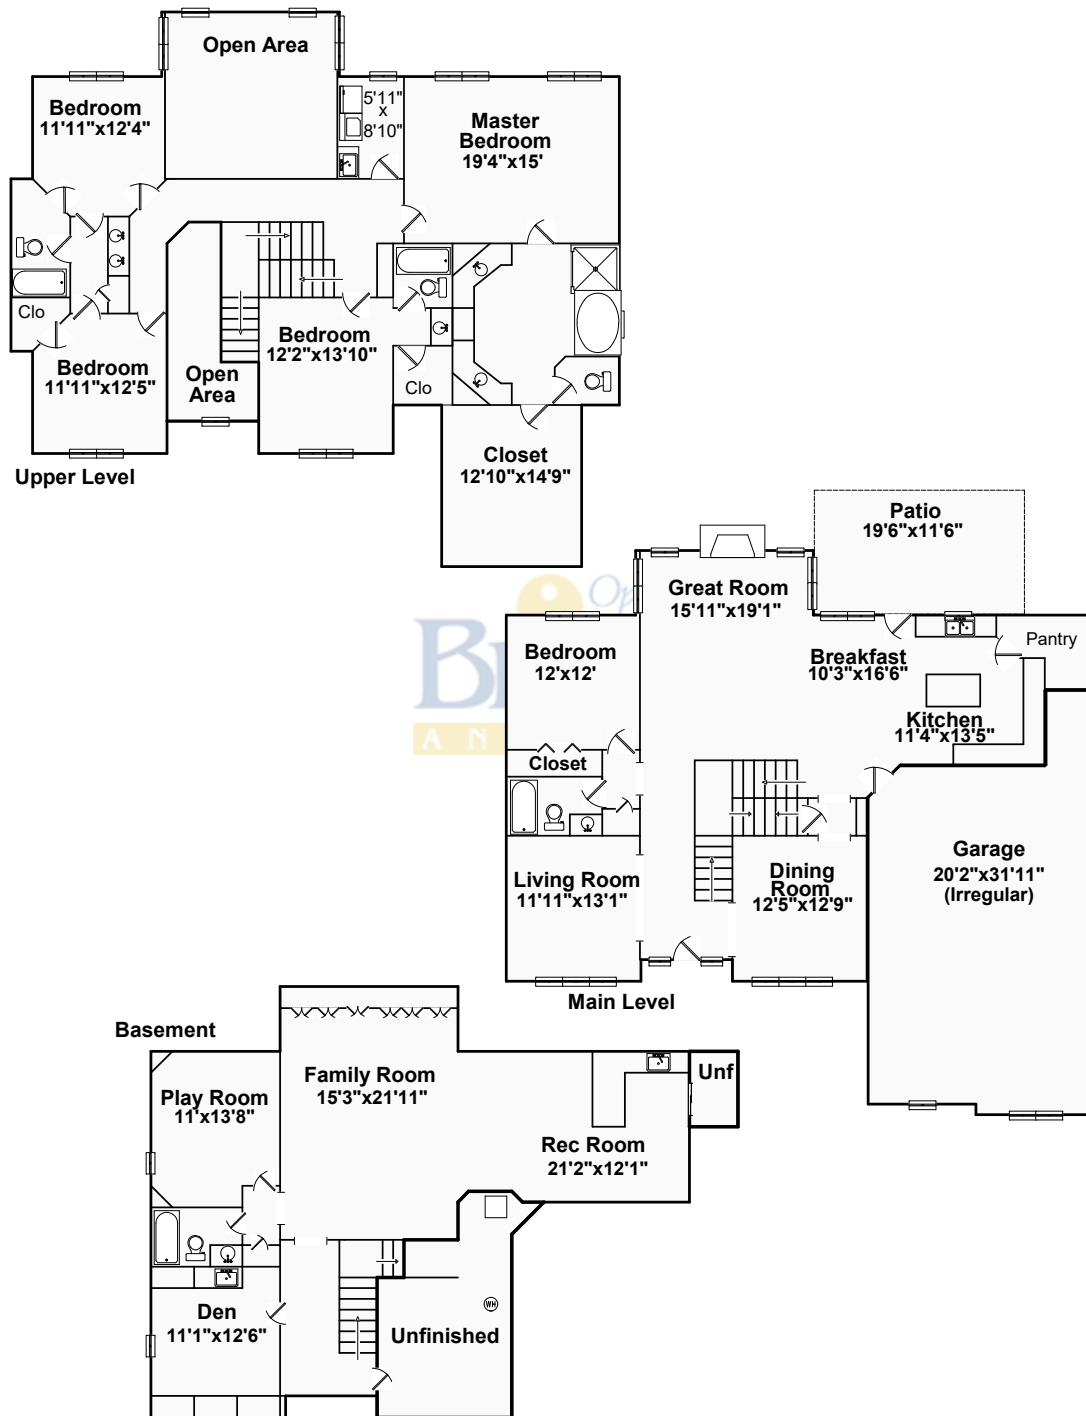 Open Area
Bedroom
11'11"x12'4"
5'11"
x
8'10"
Master
Bedroom
19'4"x15'
Clo
Bedroom
11'11"x12'5"
Open
Area
Bedroom
12'2"x13'10"
Clo
Closet
12'10"x14'9"
Upper Level
Patio
19'6"x11'6"
Great Room
15'11"x19'1"
Bedroom
12'x12'
Breakfast
10'3"x16'6"
Pantry
Kitchen
11'4"x13'5"
Closet
Living Room
11'11"x13'1"
Dining
Room
12'5"x12'9"
Garage
20'2"x31'11"
(Irregular)
Main Level
Basement
Play Room
11'x13'8"
Family Room
15'3"x21'11"
Unf
Rec Room
21'2"x12'1"
Den
11'1"x12'6"
WH
Unfinished